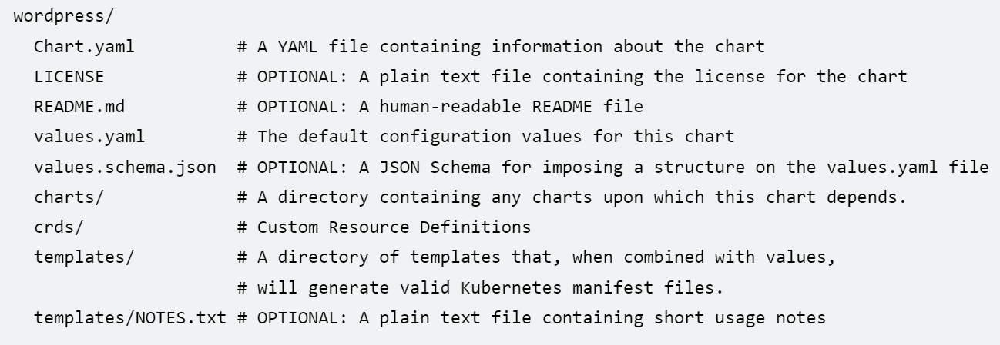 wordpress/
  Chart.yaml          # A YAML file containing information about the chart
  LICENSE             # OPTIONAL: A plain text file containing the license for the chart
  README.md           # OPTIONAL: A human-readable README file
  values.yaml         # The default configuration values for this chart
  values.schema.json  # OPTIONAL: A JSON Schema for imposing a structure on the values.yaml file
  charts/             # A directory containing any charts upon which this chart depends.
  crds/               # Custom Resource Definitions
  templates/          # A directory of templates that, when combined with values,
                      # will generate valid Kubernetes manifest files.
  templates/NOTES.txt # OPTIONAL: A plain text file containing short usage notes